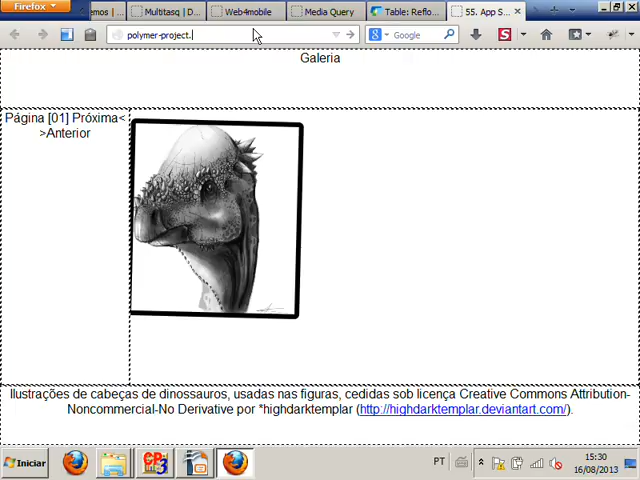 Firefox
emos | ...
Multitasq | D...
Web4mobile
Media Query
Table: Reflo...
55. App S...
polymer-project.
Google
Galeria
Página [01] Próxima<
>Anterior
Ilustrações de cabeças de dinossauros, usadas nas figuras, cedidas sob licença Creative Commons Attribution-
Noncommercial-No Derivative por *highdarktemplar (http://highdarktemplar.deviantart.com/).
Iniciar
PT
15:30
16/08/2013